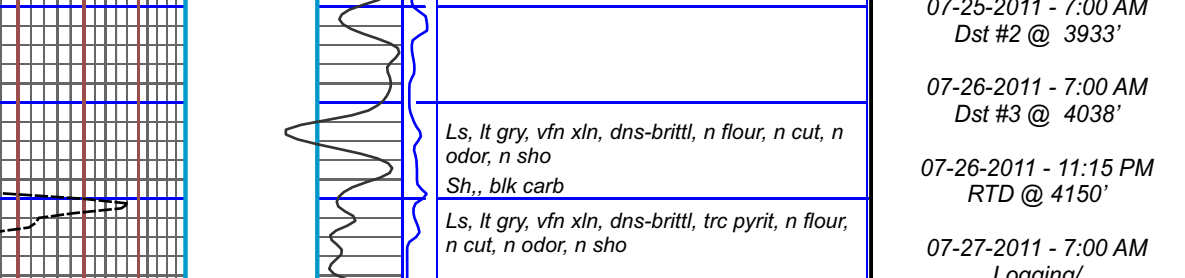 Ls, lt gry, vfn xln, dns-brittl, n flour, n cut, n
odor, n sho
Sh,, blk carb
Ls, lt gry, vfn xln, dns-brittl, trc pyrit, n flour,
n cut, n odor, n sho
07-25-2011 - 7:00 AM
Dst #2 @ 3933’
07-26-2011 - 7:00 AM
Dst #3 @ 4038’
07-26-2011 - 11:15 PM
RTD @ 4150’
07-27-2011 - 7:00 AM
Logging/